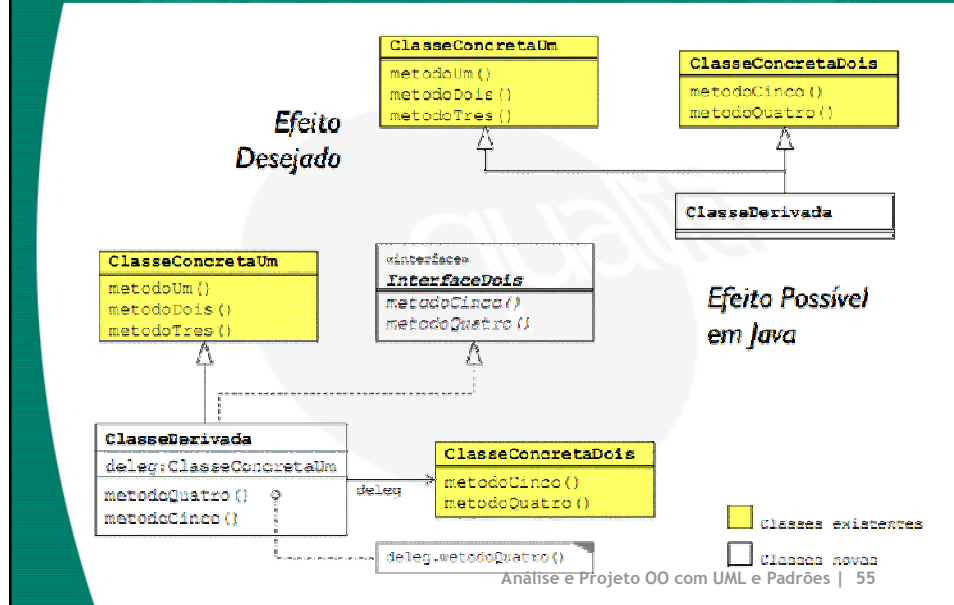 ClasseConcretaUm
metodoUm()
metodoDois()
metodoTres()
ClasseConcretaDois
metodoCinco()
metodoQuatro()
Efeito
Desejado
ClasseDerivada
ClasseConcretaUm
metodoUm()
metodoDois()
metodoTres()
«interface»
InterfaceDois
metodoCinco()
metodoQuatro()
Efeito Possível
em Java
ClasseDerivada
deleg:ClasseConcretaUm
metodoQuatro()
metodoCinco()
deleg
ClasseConcretaDois
metodoCinco()
metodoQuatro()
deleg.metodoQuatro()
Classes existentes
Classes novas
Análise e Projeto OO com UML e Padrões | 55
qualiti